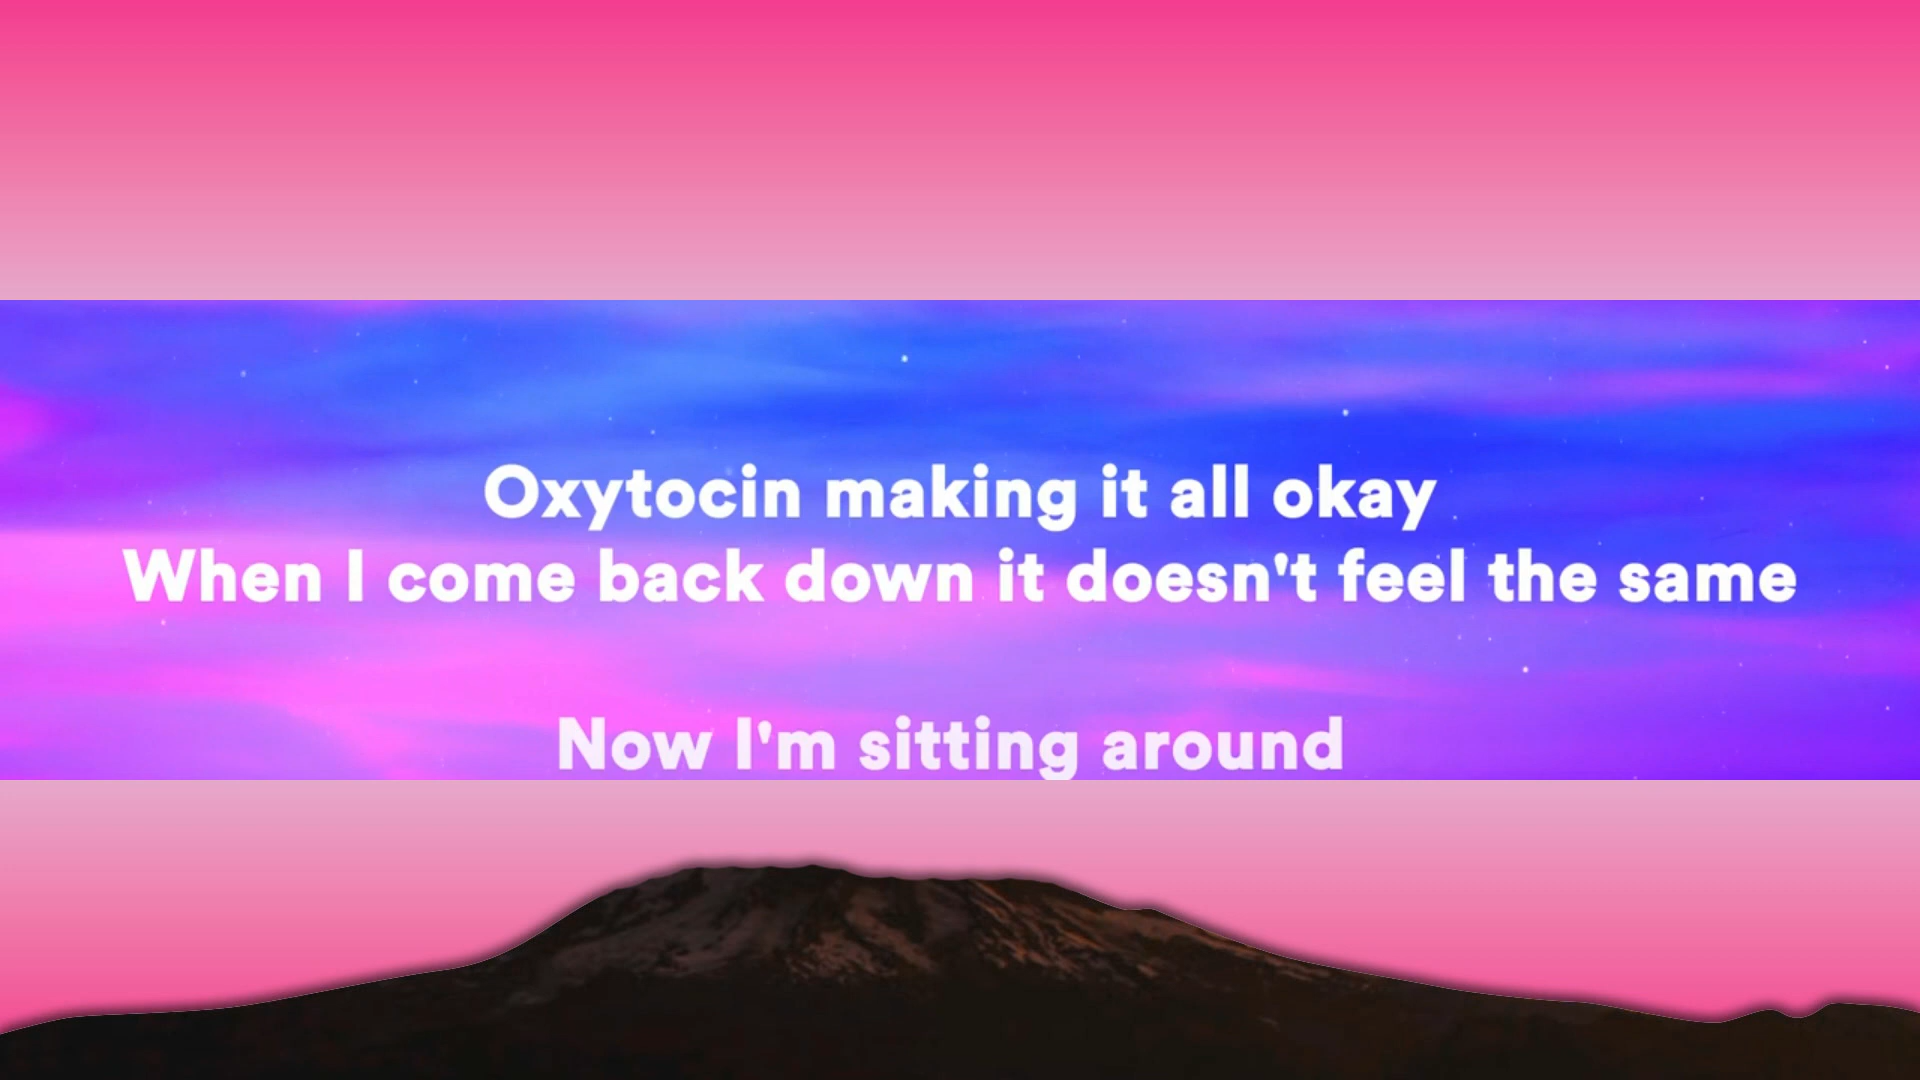 Oxytocin making it all okay
When I come back down it doesn't feel the same
Now I'm sitting around